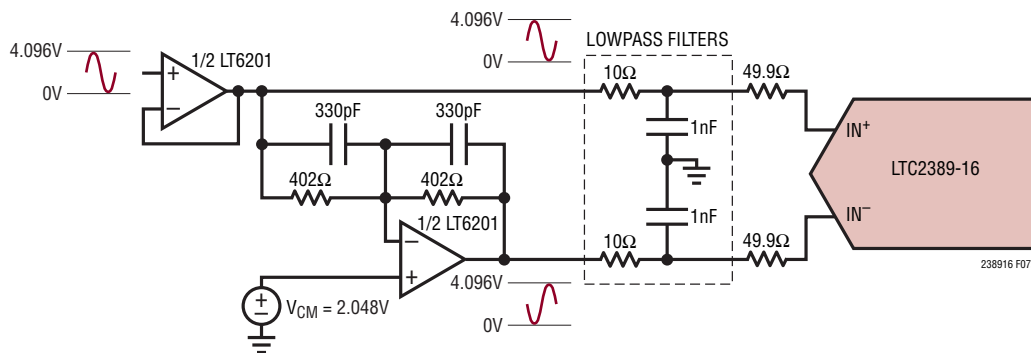 4.096V
0V
1/2 LT6201
+
−
4.096V
0V
LOWPASS FILTERS
10Ω
49.9Ω
330pF
330pF
402Ω
402Ω
1nF
1nF
IN+
IN−
LTC2389-16
1/2 LT6201
−
+
10Ω
49.9Ω
+
−
VCM = 2.048V
4.096V
0V
238916 F07